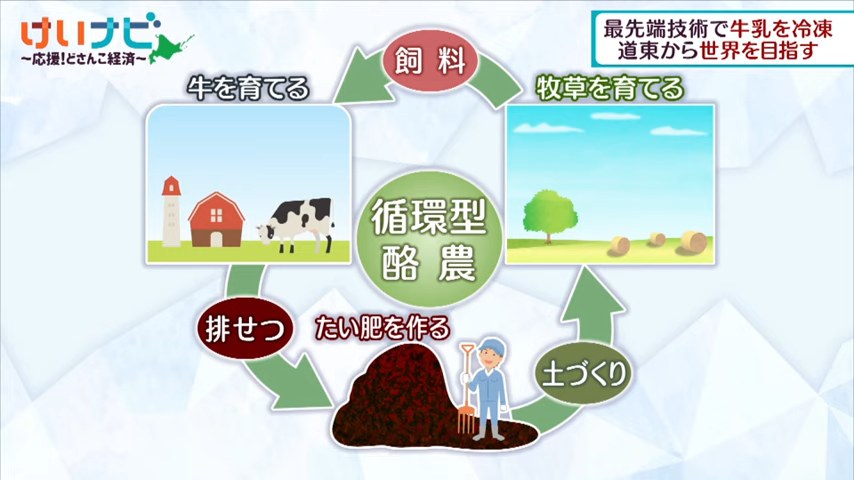 けいナビ
～応援!どさんこ経済～
最先端技術で牛乳を冷凍
道東から世界を目指す
飼料
牛を育てる
牧草を育てる
循環型
酪農
排せつ
たい肥を作る
土づくり